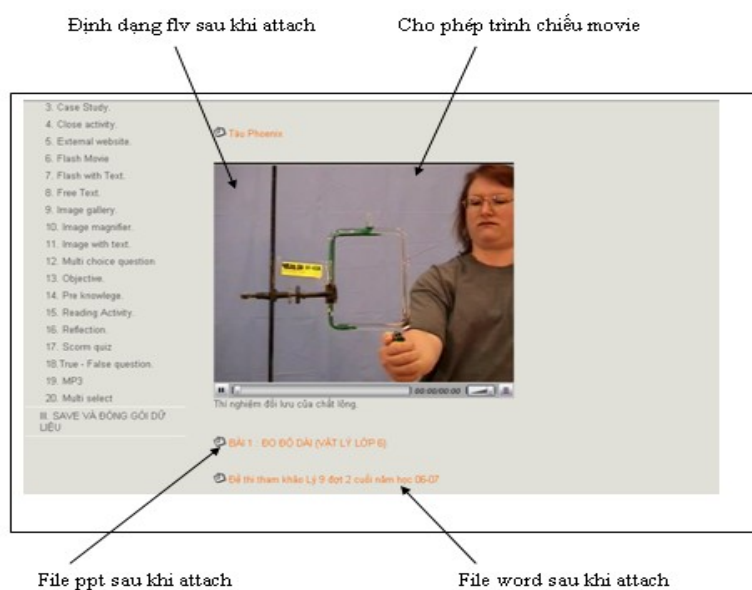 Định dạng flv sau khi attach
Cho phép trình chiếu movie
3. Case Study.
4. Close activity.
5. External website.
6. Flash Movie
7. Flash with Text.
8. Free Text.
9. Image gallery.
10. Image magnifier.
11. Image with text.
12. Multi choice question
13. Objective.
14. Pre knowlege.
15. Reading Activity.
16. Reflection.
17. Scorm quiz
18.True - False question.
19. MP3
20. Multi select
III. SAVE VÀ ĐÓNG GÓI DỮ
LIỆU
Tàu Phoenix
00:00/00:00
Thí nghiệm đối lưu của chất lỏng.
BÀI 1 : ĐO ĐỘ DÀI (VẬT LÝ LỚP 6)
Đề thi tham khảo Lý 9 đợt 2 cuối năm học 06-07
File ppt sau khi attach
File word sau khi attach